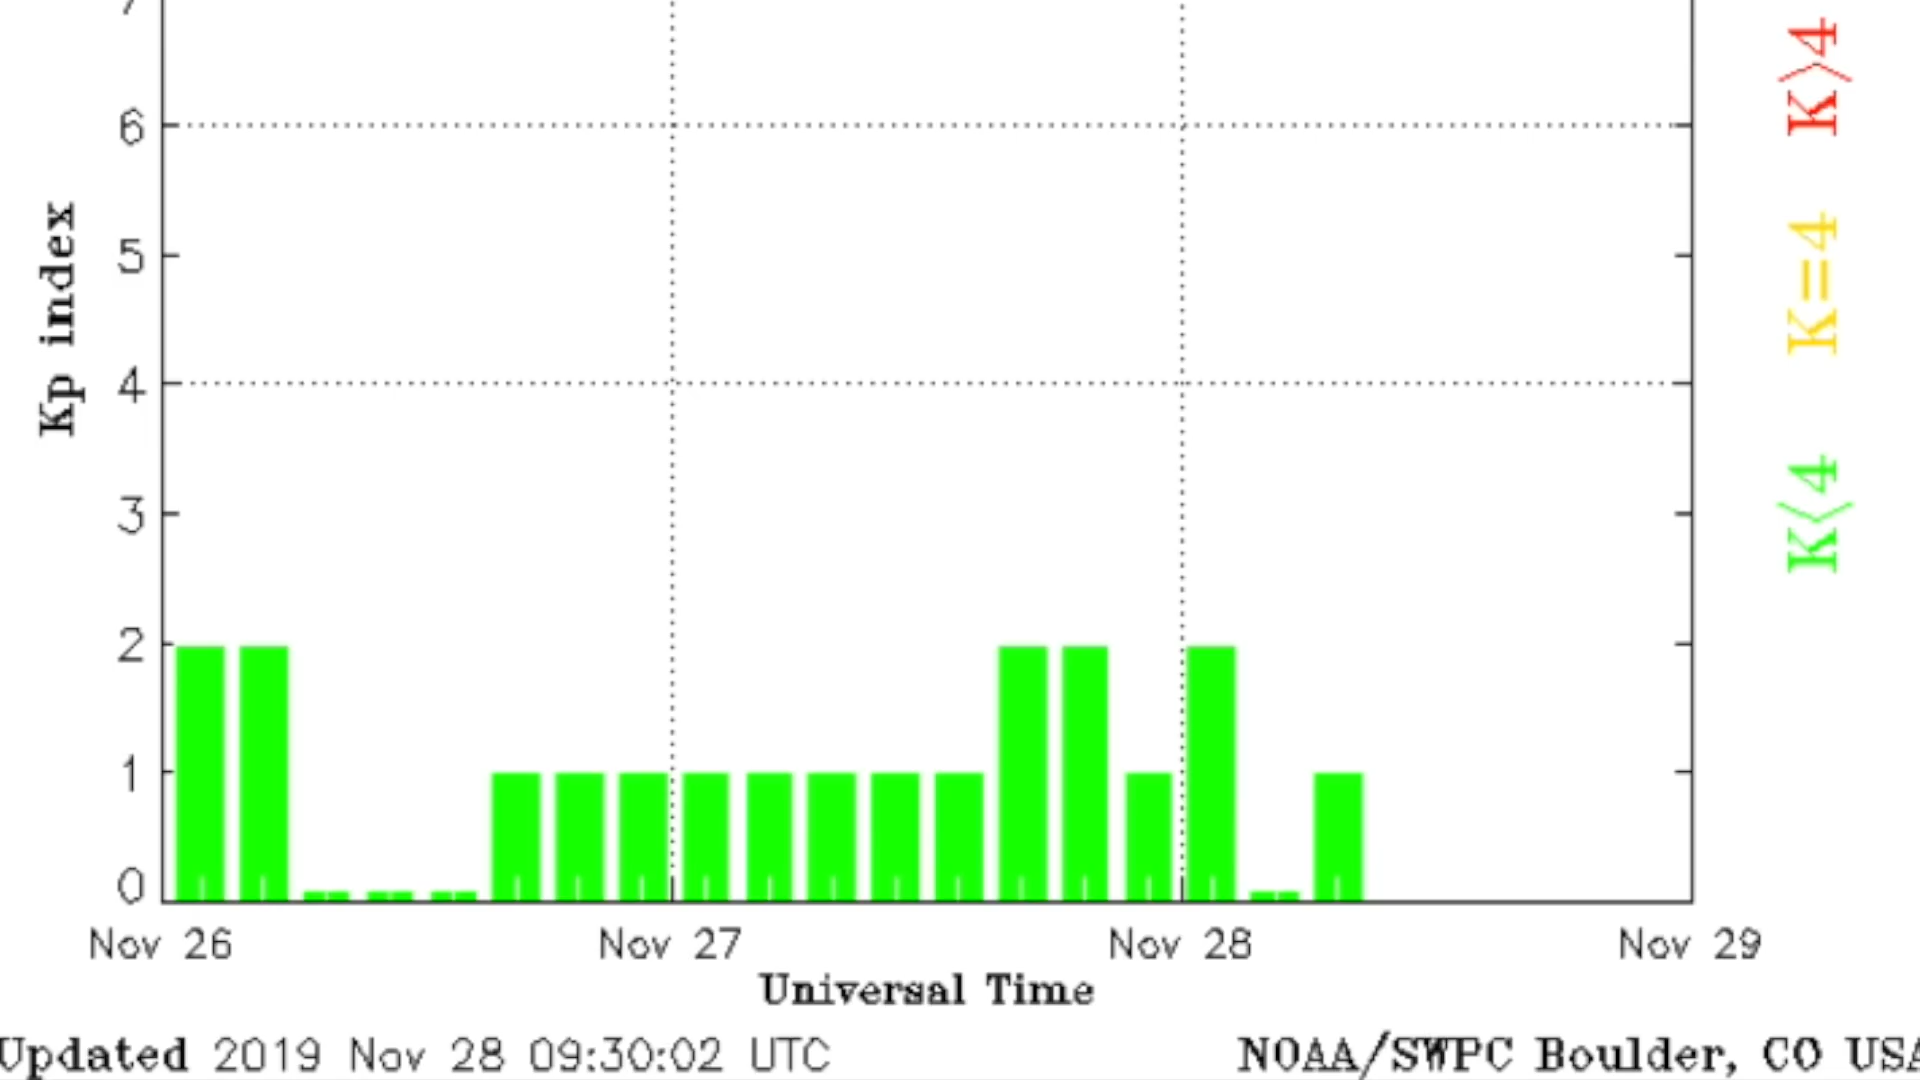 7
6
5
4
3
2
1
0
Kp index
K>4
K=4
K<4
Nov 26 Nov 27 Nov 28 Nov 29
Universal Time
Updated 2019 Nov 28 09:30:02 UTC
NOAA/SWPC Boulder, CO USA